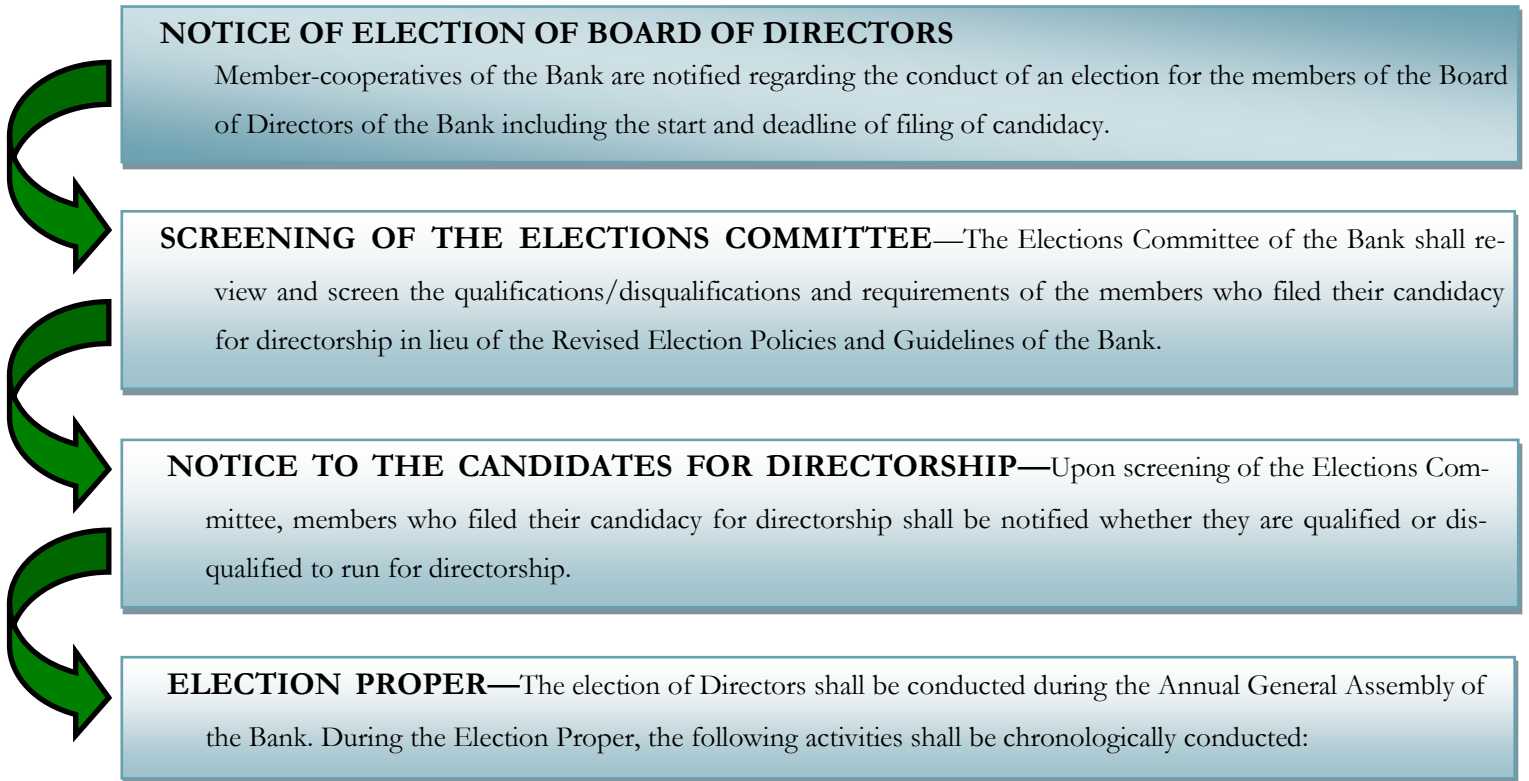 NOTICE OF ELECTION OF BOARD OF DIRECTORS
Member-cooperatives of the Bank are notified regarding the conduct of an election for the members of the Board
of Directors of the Bank including the start and deadline of filing of candidacy.
SCREENING OF THE ELECTIONS COMMITTEE—The Elections Committee of the Bank shall re-
view and screen the qualifications/disqualifications and requirements of the members who filed their candidacy
for directorship in lieu of the Revised Election Policies and Guidelines of the Bank.
NOTICE TO THE CANDIDATES FOR DIRECTORSHIP—Upon screening of the Elections Com-
mittee, members who filed their candidacy for directorship shall be notified whether they are qualified or dis-
qualified to run for directorship.
ELECTION PROPER—The election of Directors shall be conducted during the Annual General Assembly of
the Bank. During the Election Proper, the following activities shall be chronologically conducted: